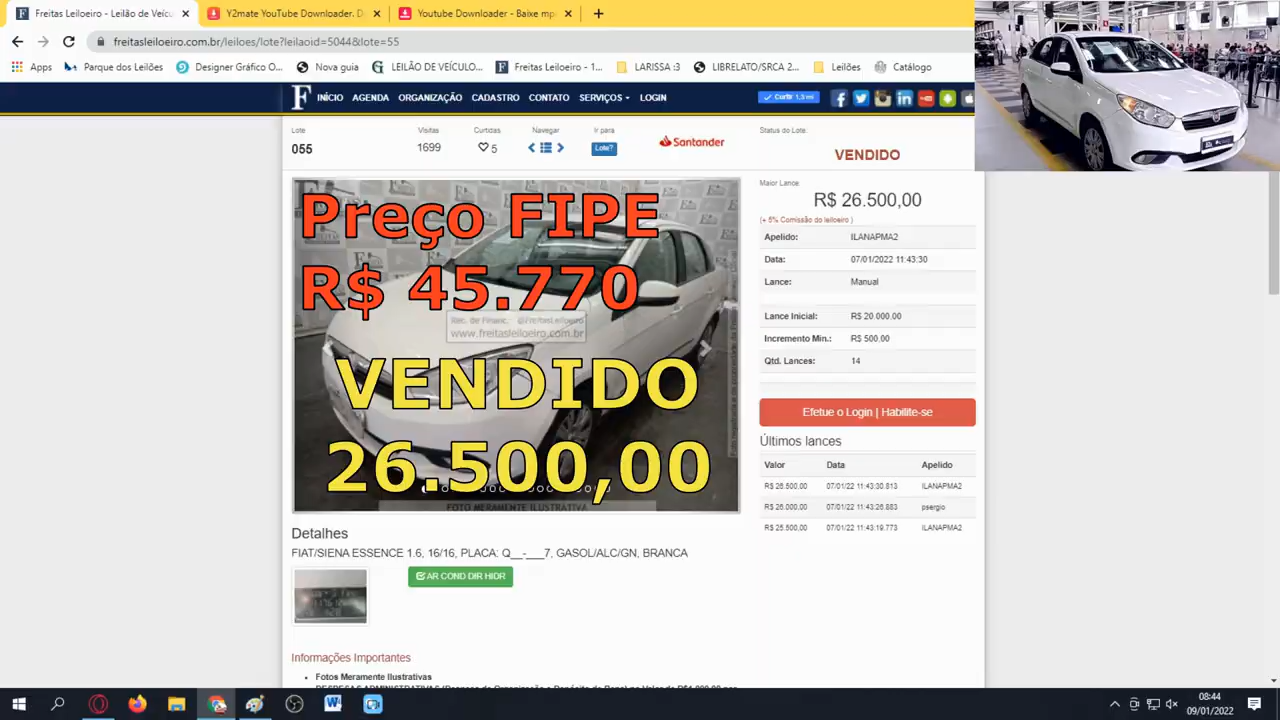 Freitas Leiloeiro - Leilão de Veícu
Y2mate YouTube Downloader. D
Youtube Downloader - Baixe mp
freitasleiloeiro.com.br/leiloes/lote?leilaoid=5044&lote=55
Apps
Parque dos Leilões
Designer Gráfico O...
Nova guia
LEILÃO DE VEÍCULO...
Freitas Leiloeiro - 1...
LARISSA :3
LIBRELATO/SRCA 2...
Leilões
Catálogo
INÍCIO AGENDA ORGANIZAÇÃO CADASTRO CONTATO SERVIÇOS LOGIN
Curtir 1,3 mi
Lote Visitas Curtidas Navegar Ir para
055 1699 5 Lote?
Santander
Status do Lote:
VENDIDO
Preço FIPE
R$ 45.770
Rec. de Financ. @FreitasLeiloeiro
www.freitasleiloeiro.com.br
VENDIDO
26.500,00
FOTO MERAMENTE ILUSTRATIVA
Maior Lance
R$ 26.500,00
(+ 5% Comissão do leiloeiro )
Apelido: ILANAPMA2
Data: 07/01/2022 11:43:30
Lance: Manual
Lance Inicial: R$ 20.000,00
Incremento Min.: R$ 500,00
Qtd. Lances: 14
Efetue o Login | Habilite-se
Últimos lances
Valor Data Apelido
R$ 26.500,00 07/01/22 11:43:30.813 ILANAPMA2
R$ 26.000,00 07/01/22 11:43:26.883 psergio
R$ 25.500,00 07/01/22 11:43:19.773 ILANAPMA2
Detalhes
FIAT/SIENA ESSENCE 1.6, 16/16, PLACA: Q__-___7, GASOL/ALC/GN, BRANCA
AR COND DIR HIDR
Informações Importantes
Fotos Meramente Ilustrativas
08:44
09/01/2022